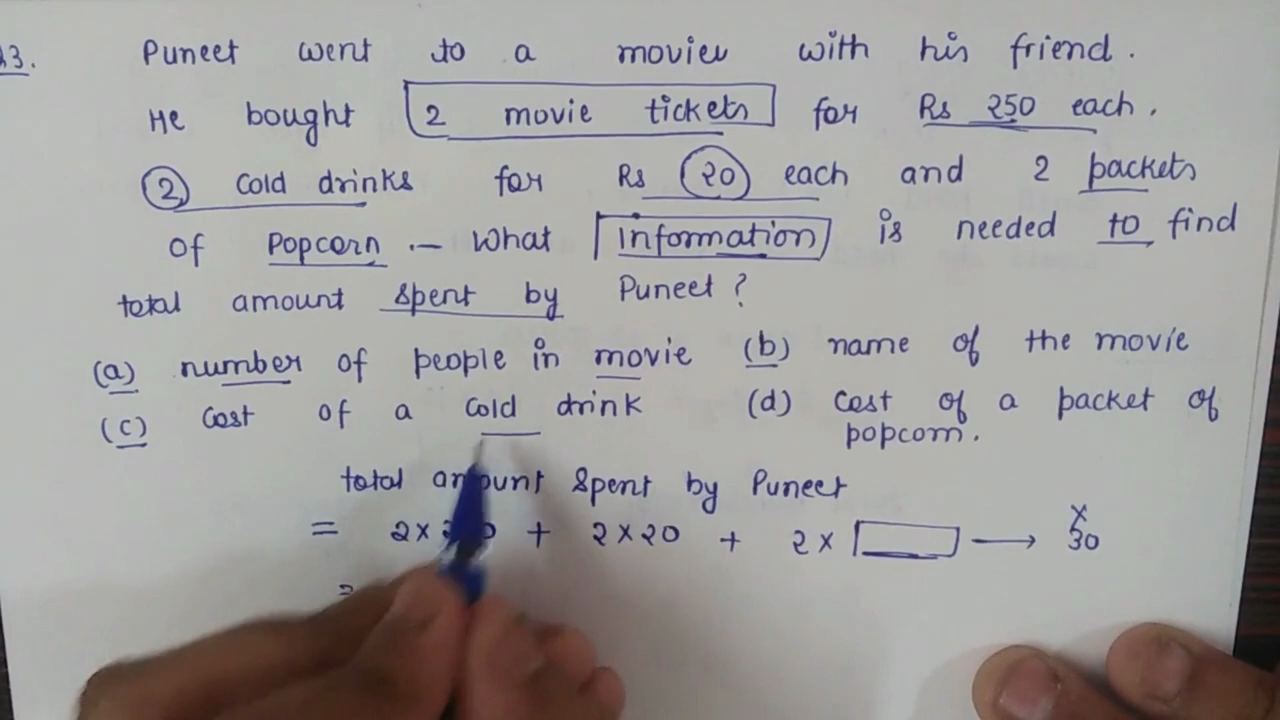 Puneet went to a movie with his friend.
He bought 2 movie tickets for Rs 250 each.
2 cold drinks for Rs 20 each and 2 packets
of popcorn. — What information is needed to find
total amount spent by Puneet?
(a) number of people in movie (b) name of the movie
(c) cost of a cold drink (d) cost of a packet of
popcorn.
total amount spent by Puneet
= 2 × + 2 × 20 + 2 × → x
30